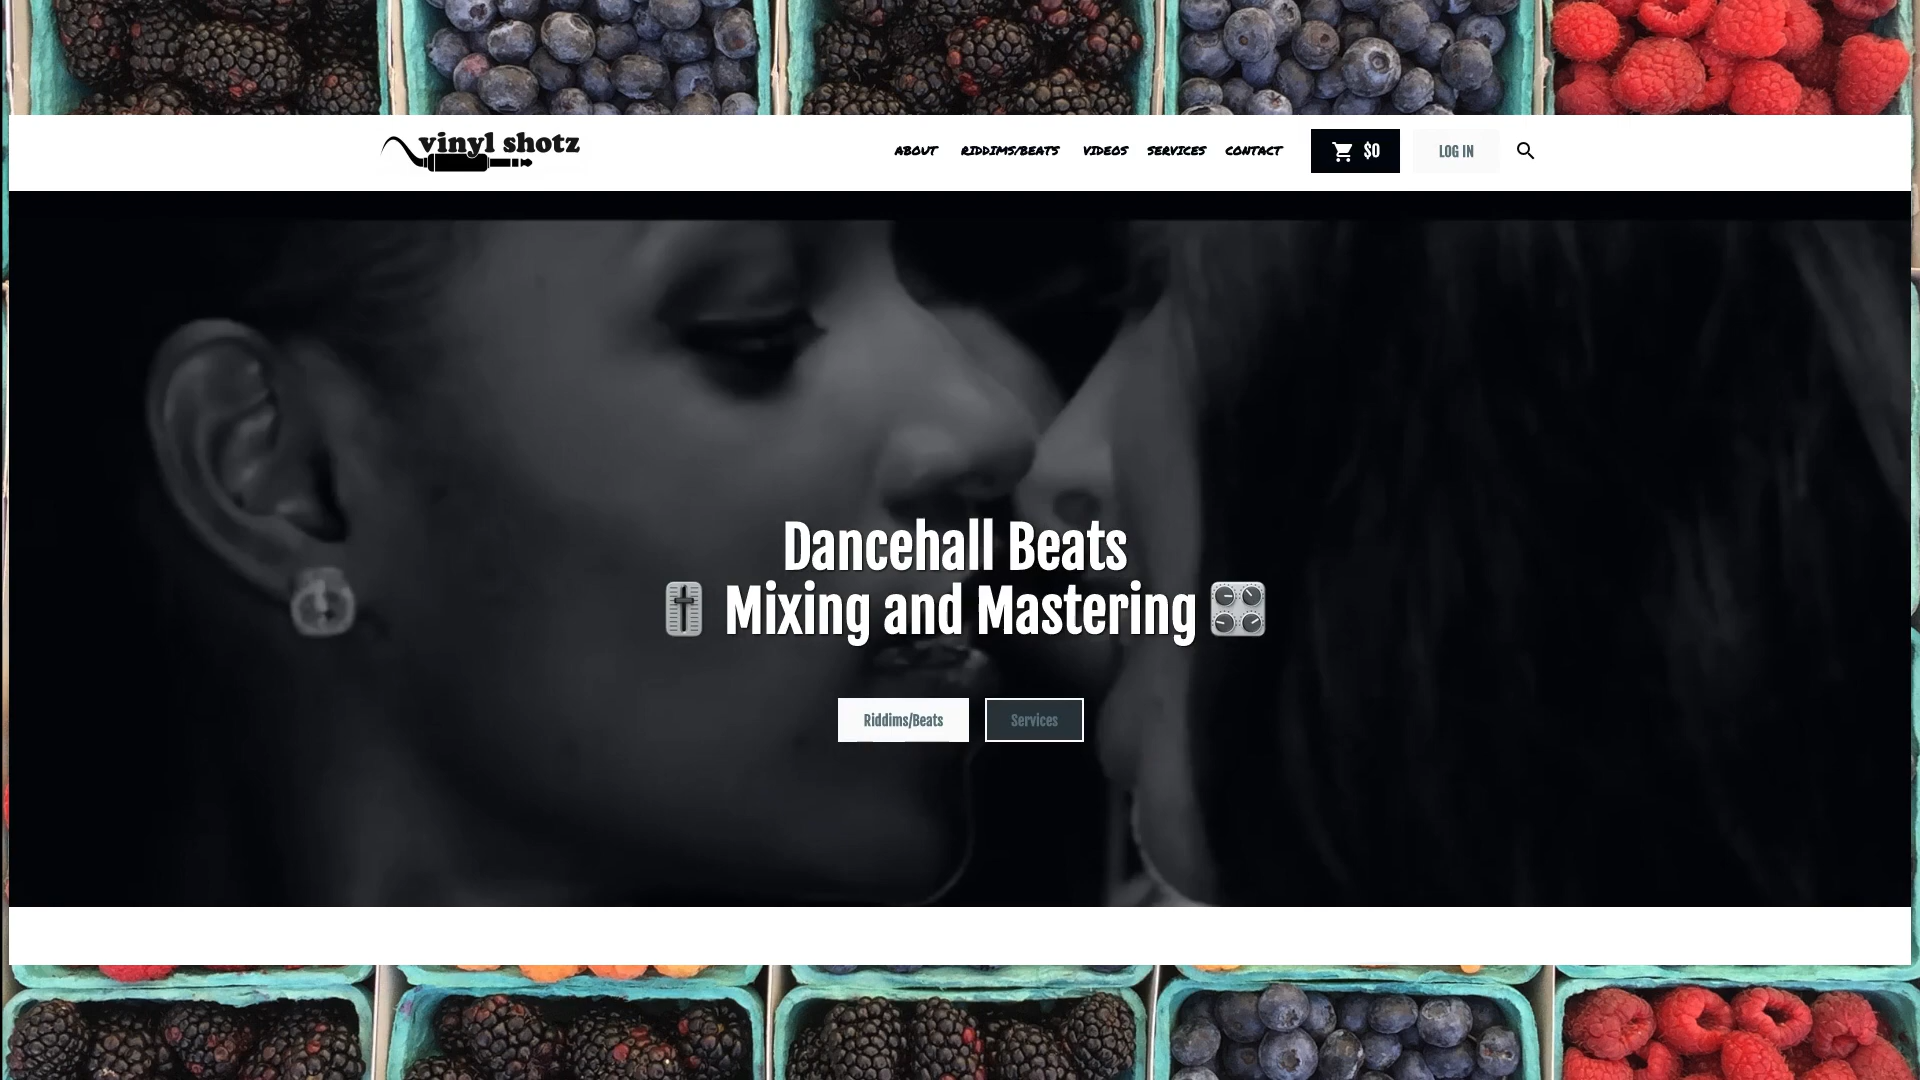 vinyl shotz
ABOUT RIDDIMS/BEATS VIDEOS SERVICES CONTACT $0 LOG IN
Dancehall Beats
🎚 Mixing and Mastering 🎛
Riddims/Beats Services